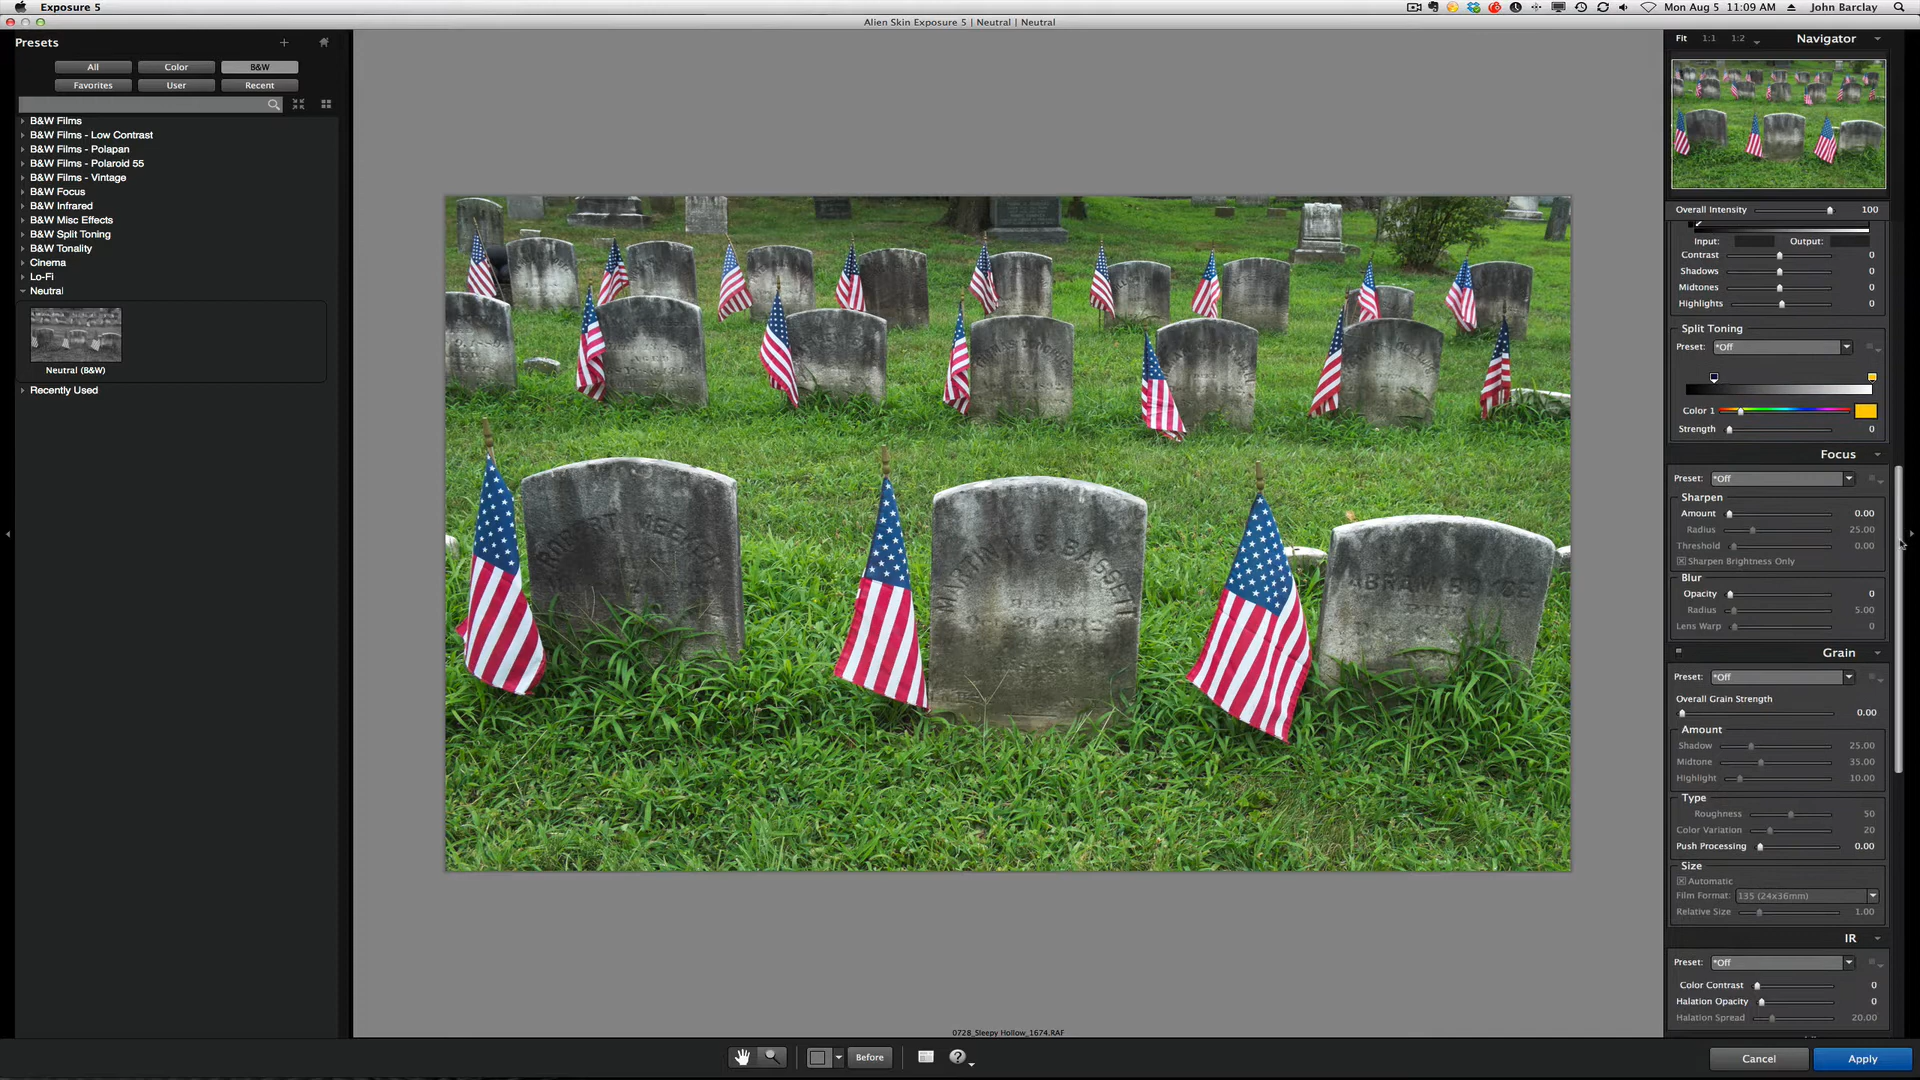 Exposure 5
Mon Aug 5 11:09 AM John Barclay
Alien Skin Exposure 5 | Neutral | Neutral
Presets
All Color B&W
Favorites User Recent
B&W Films
B&W Films - Low Contrast
B&W Films - Polapan
B&W Films - Polaroid 55
B&W Films - Vintage
B&W Focus
B&W Infrared
B&W Misc Effects
B&W Split Toning
B&W Tonality
Cinema
Lo-Fi
Neutral
Neutral (B&W)
Recently Used
ROBERT MEEKER
MARTIN V. B. BASSETT
ABRAM BOYCE
0728_Sleepy Hollow_1674.RAF
Before
Fit 1:1 1:2 Navigator
Overall Intensity 100
Input: Output:
Contrast 0
Shadows 0
Midtones 0
Highlights 0
Split Toning
Preset: *Off
Color 1
Strength 0
Focus
Preset: *Off
Sharpen
Amount 0.00
Radius 25.00
Threshold 0.00
Sharpen Brightness Only
Blur
Opacity 0
Radius 5.00
Lens Warp 0
Grain
Preset: *Off
Overall Grain Strength
0.00
Amount
Shadow 25.00
Midtone 35.00
Highlight 10.00
Type
Roughness 50
Color Variation 20
Push Processing 0.00
Size
Automatic
Film Format: 135 (24x36mm)
Relative Size 1.00
IR
Preset: *Off
Color Contrast 0
Halation Opacity 0
Halation Spread 20.00
Cancel Apply